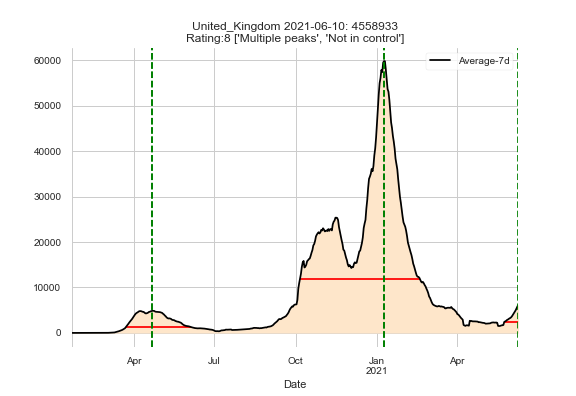 United_Kingdom 2021-06-10: 4558933
Rating:8 ['Multiple peaks', 'Not in control']
Average-7d
60000
50000
40000
30000
20000
10000
0
Apr Jul Oct Jan Apr
2021
Date